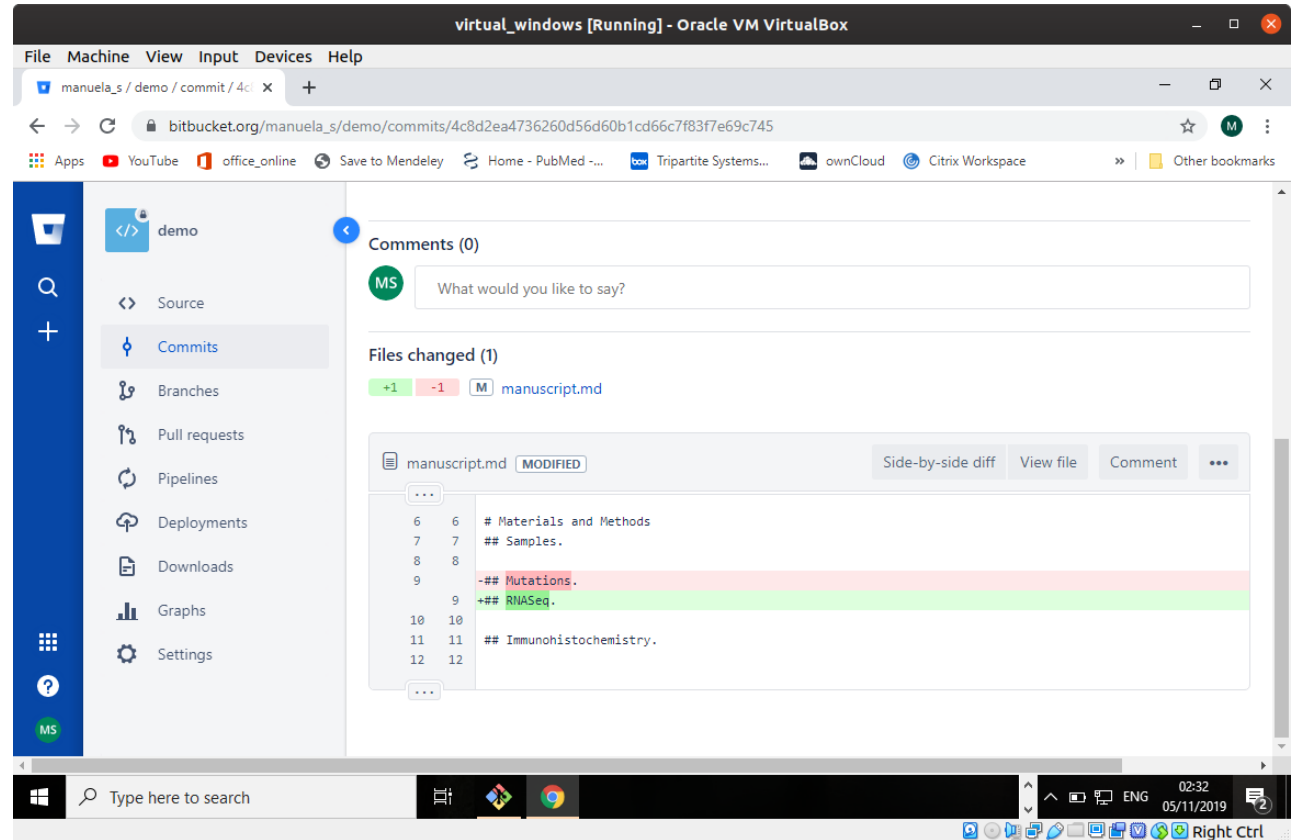 virtual_windows [Running] - Oracle VM VirtualBox
File Machine View Input Devices Help
manuela_s / demo / commit / 4c
bitbucket.org/manuela_s/demo/commits/4c8d2ea4736260d56d60b1cd66c7f83f7e69c745
M
Apps YouTube office_online Save to Mendeley Home - PubMed -... box Tripartite Systems... ownCloud Citrix Workspace » Other bookmarks
</> demo
Source
Commits
Branches
Pull requests
Pipelines
Deployments
Downloads
Graphs
Settings
MS
Comments (0)
MS What would you like to say?
Files changed (1)
+1 -1 M manuscript.md
manuscript.md MODIFIED Side-by-side diff View file Comment •••
...
6 6 # Materials and Methods
7 7 ## Samples.
8 8
9 -## Mutations.
9 +## RNASeq.
10 10
11 11 ## Immunohistochemistry.
12 12
...
Type here to search
ENG
02:32
05/11/2019
2
Right Ctrl